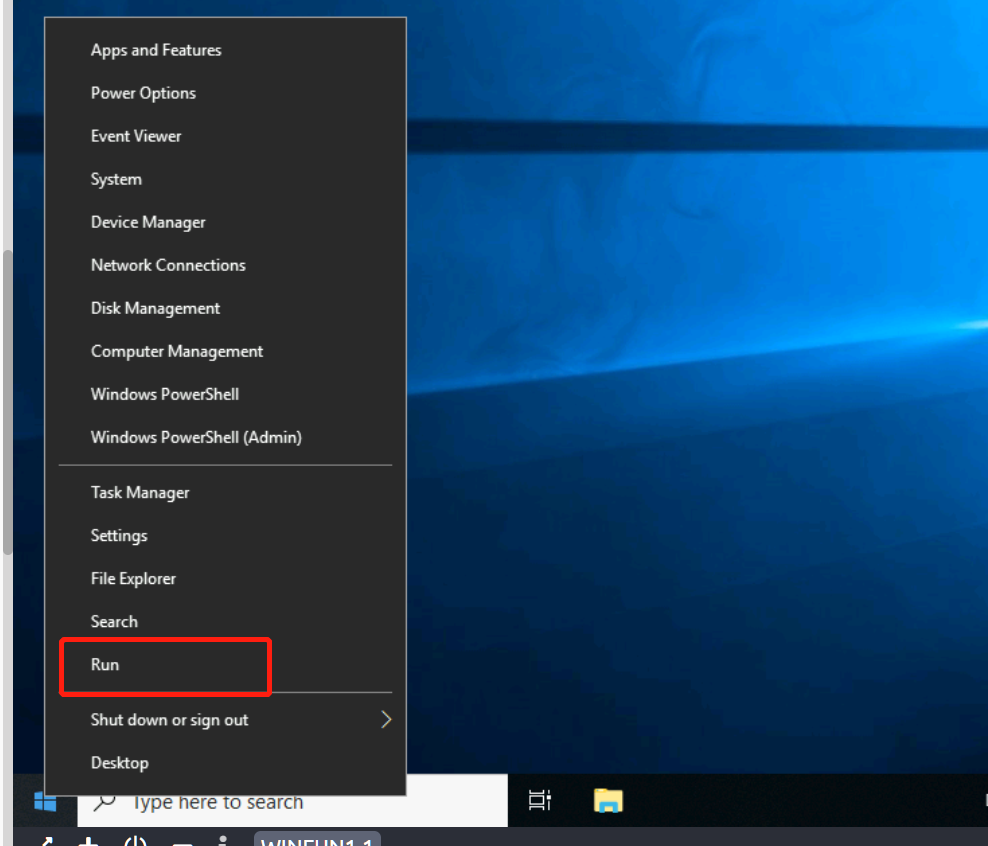 Apps and Features
Power Options
Event Viewer
System
Device Manager
Network Connections
Disk Management
Computer Management
Windows PowerShell
Windows PowerShell (Admin)
Task Manager
Settings
File Explorer
Search
Run
Shut down or sign out
Desktop
Type here to search
WINFUN1.1